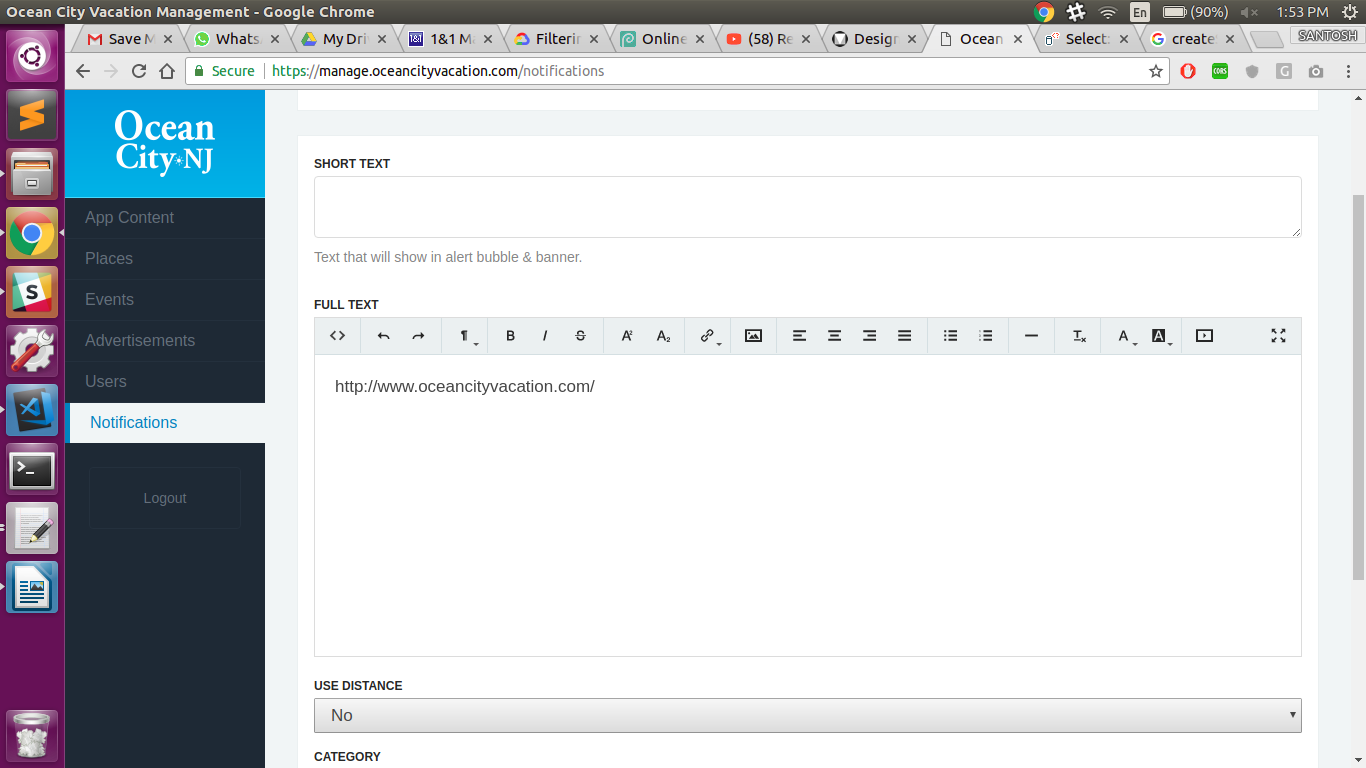 Ocean City Vacation Management - Google Chrome
En
(90%)
1:53 PM
Save M
Whats
My Dri
1&1 M
Filterin
Online
(58) Re
Design
Ocean
Select:
create
SANTOSH
Secure
https://manage.oceancityvacation.com/notifications
CORS
G
Ocean
City NJ
App Content
Places
Events
Advertisements
Users
Notifications
Logout
SHORT TEXT
Text that will show in alert bubble & banner.
FULL TEXT
B I S A² A₂
http://www.oceancityvacation.com/
USE DISTANCE
No
CATEGORY